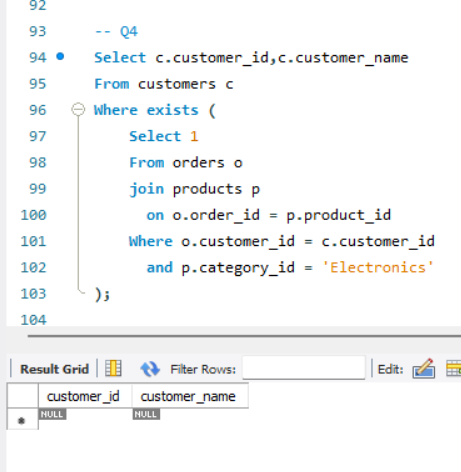 92
93 -- Q4
94 Select c.customer_id,c.customer_name
95 From customers c
96 Where exists (
97 Select 1
98 From orders o
99 join products p
100 on o.order_id = p.product_id
101 Where o.customer_id = c.customer_id
102 and p.category_id = 'Electronics'
103 );
104
Result Grid Filter Rows: Edit:
customer_id customer_name
NULL NULL